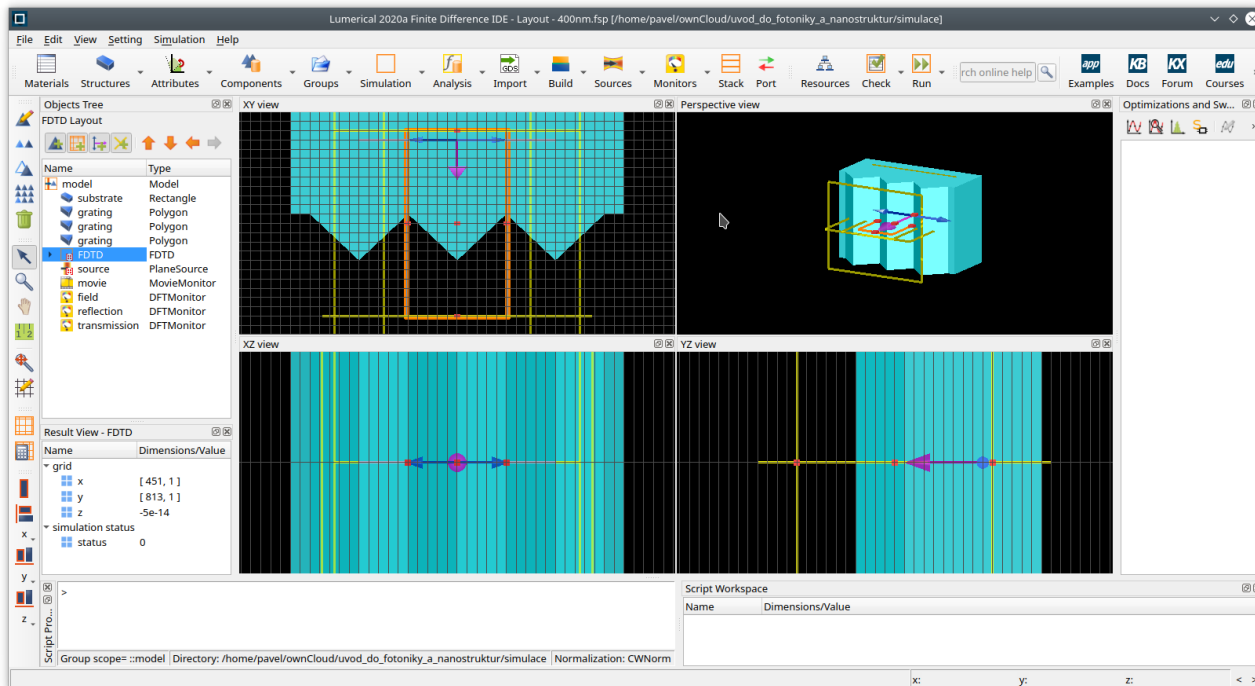 Lumerical 2020a Finite Difference IDE - Layout - 400nm.fsp [/home/pavel/ownCloud/uvod_do_fotoniky_a_nanostruktur/simulace]
File Edit View Setting Simulation Help
Materials Structures Attributes Components Groups Simulation Analysis Import Build Sources Monitors Stack Port Resources Check Run rch online help Examples Docs Forum Courses
GDS app KB KX edu
Objects Tree
FDTD Layout
Name Type
model Model
substrate Rectangle
grating Polygon
grating Polygon
grating Polygon
FDTD FDTD
source PlaneSource
movie MovieMonitor
field DFTMonitor
reflection DFTMonitor
transmission DFTMonitor
XY view
Perspective view
Optimizations and Sw...
XZ view
YZ view
Result View - FDTD
Name Dimensions/Value
grid
x [ 451, 1 ]
y [ 813, 1 ]
z -5e-14
simulation status
status 0
1 2
x
y
z
Script Pro...
>
Group scope= ::model Directory: /home/pavel/ownCloud/uvod_do_fotoniky_a_nanostruktur/simulace Normalization: CWNorm
Script Workspace
Name Dimensions/Value
x: y: z: